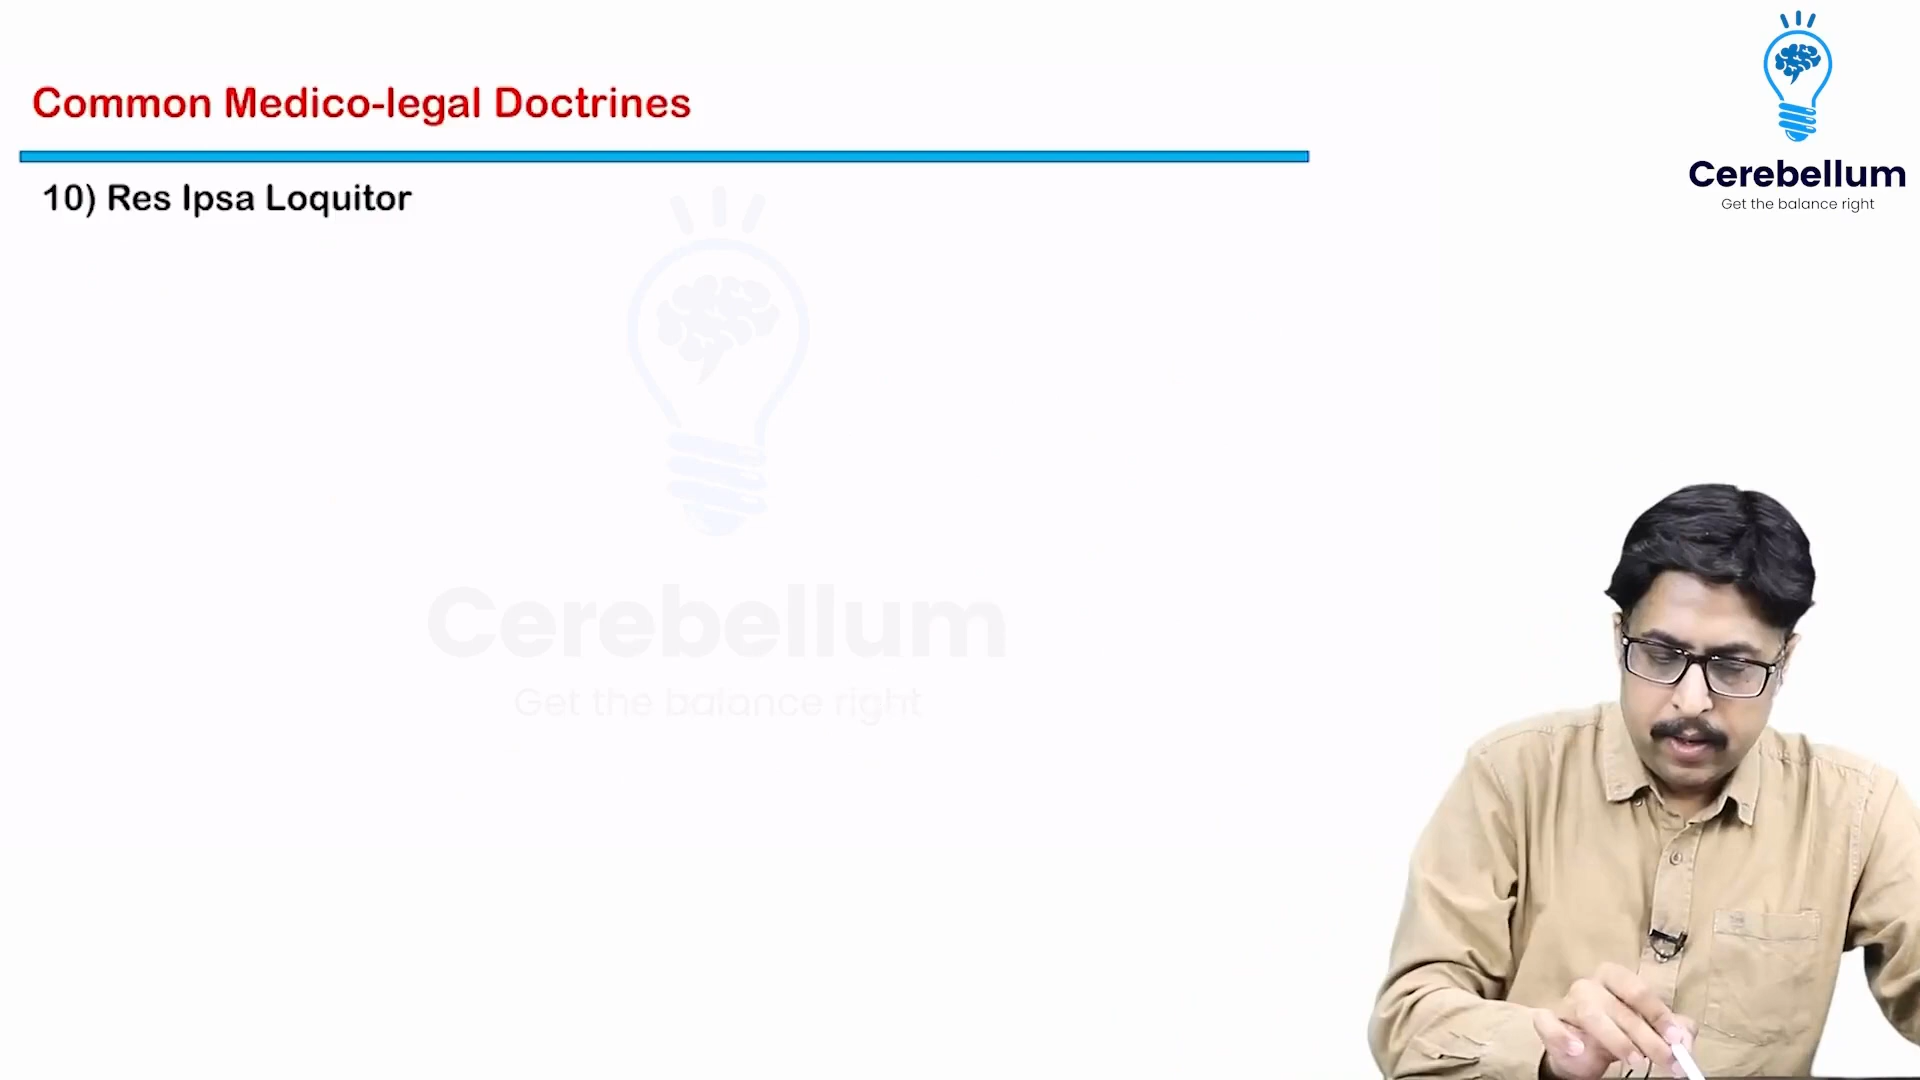 Common Medico-legal Doctrines
Cerebellum
Get the balance right
10) Res Ipsa Loquitor
Cerebellum
Get the balance right